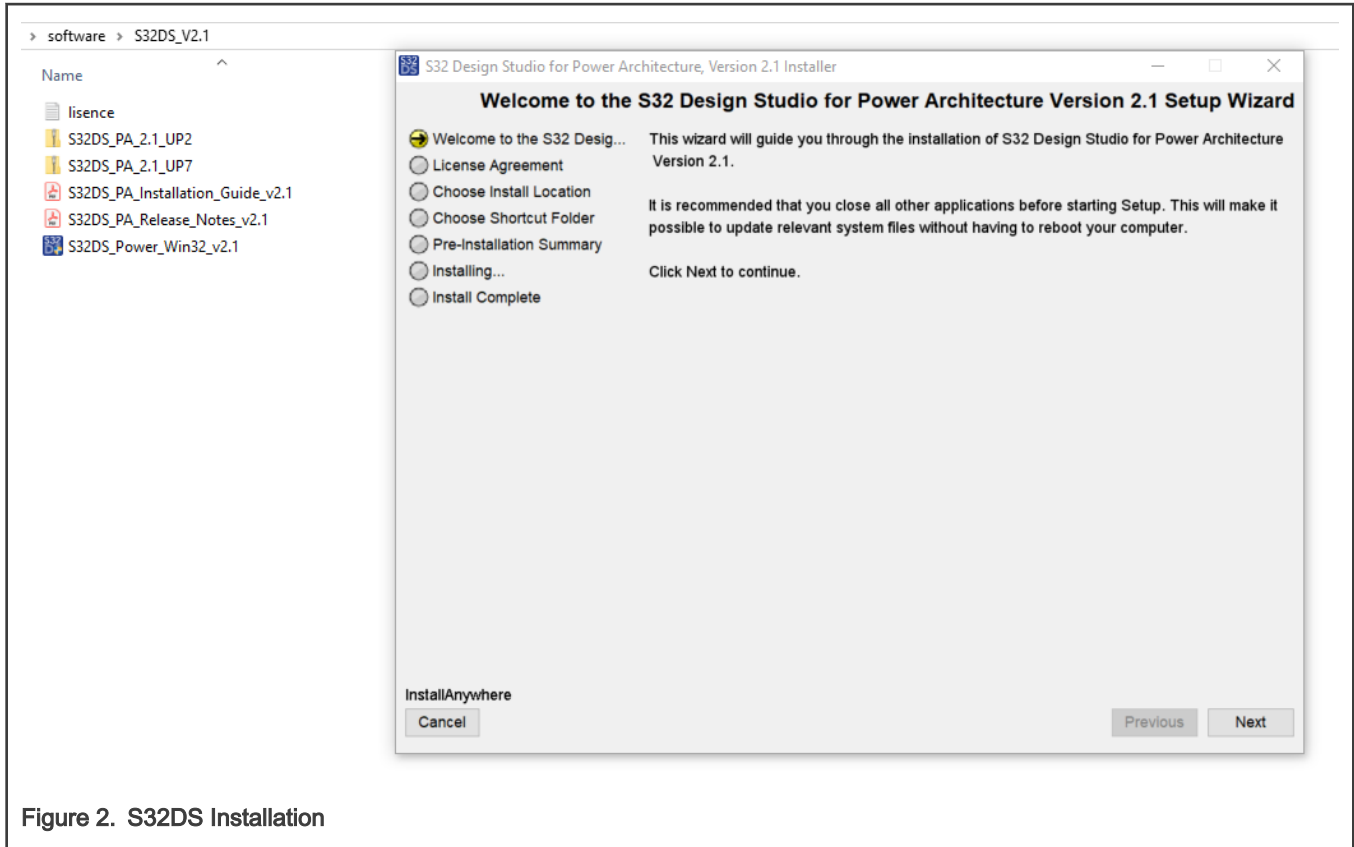 software > S32DS_V2.1
Name
lisence
S32DS_PA_2.1_UP2
S32DS_PA_2.1_UP7
S32DS_PA_Installation_Guide_v2.1
S32DS_PA_Release_Notes_v2.1
S32DS_Power_Win32_v2.1
S32 Design Studio for Power Architecture, Version 2.1 Installer
Welcome to the S32 Design Studio for Power Architecture Version 2.1 Setup Wizard
Welcome to the S32 Desig...
License Agreement
Choose Install Location
Choose Shortcut Folder
Pre-Installation Summary
Installing...
Install Complete
This wizard will guide you through the installation of S32 Design Studio for Power Architecture
Version 2.1.
It is recommended that you close all other applications before starting Setup. This will make it
possible to update relevant system files without having to reboot your computer.
Click Next to continue.
InstallAnywhere
Cancel
Previous
Next
Figure 2. S32DS Installation